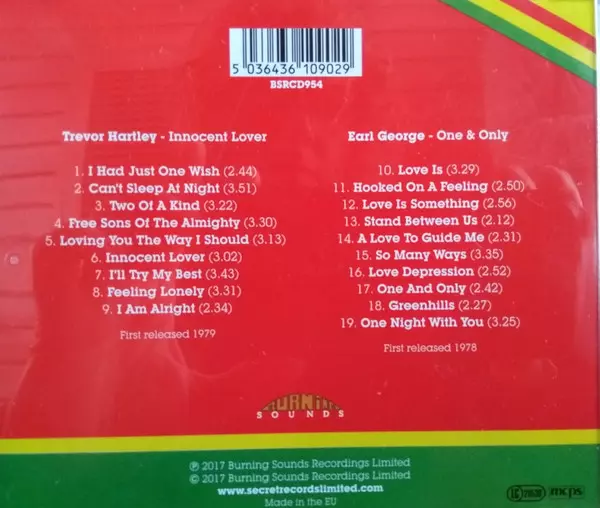 5 036436 109029
BSRCD954
Trevor Hartley - Innocent Lover
1. I Had Just One Wish (2.44)
2. Can't Sleep At Night (3.51)
3. Two Of A Kind (3.22)
4. Free Sons Of The Almighty (3.30)
5. Loving You The Way I Should (3.13)
6. Innocent Lover (3.02)
7. I'll Try My Best (3.43)
8. Feeling Lonely (3.31)
9. I Am Alright (2.34)
First released 1979
Earl George - One & Only
10. Love Is (3.29)
11. Hooked On A Feeling (2.50)
12. Love Is Something (2.56)
13. Stand Between Us (2.12)
14. A Love To Guide Me (2.31)
15. So Many Ways (3.35)
16. Love Depression (2.52)
17. One And Only (2.42)
18. Greenhills (2.27)
19. One Night With You (3.25)
First released 1978
BURNING
SOUNDS
℗ 2017 Burning Sounds Recordings Limited
© 2017 Burning Sounds Recordings Limited
www.secretrecordslimited.com
Made in the EU
mcps